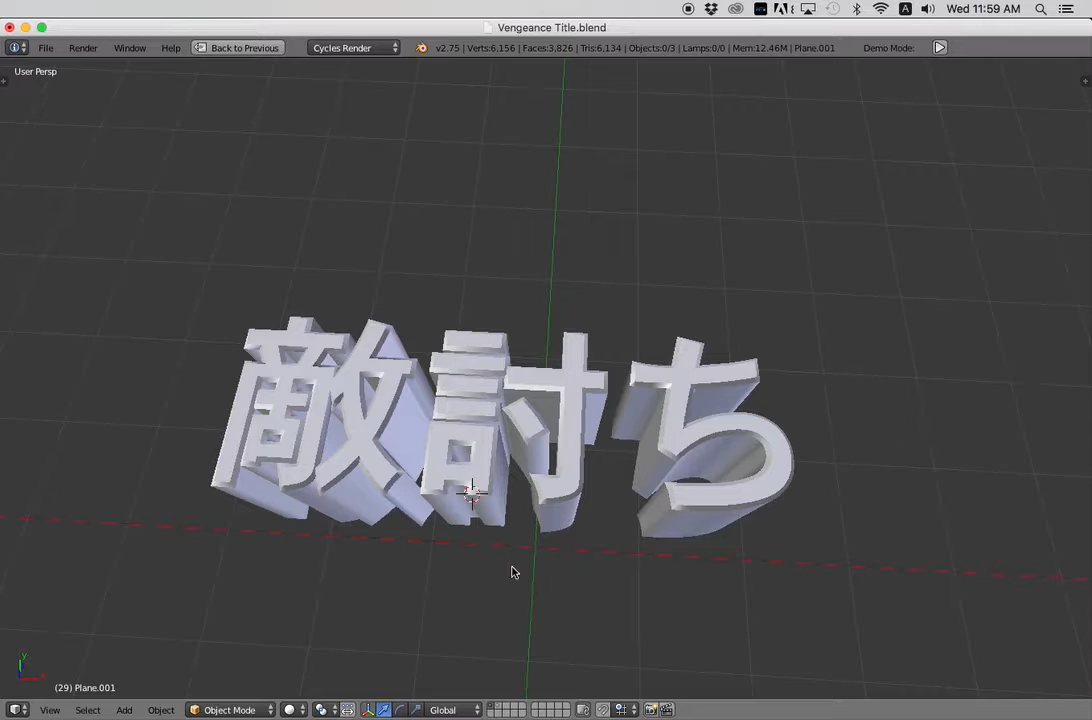 Wed 11:59 AM
Vengeance Title.blend
File Render Window Help Back to Previous Cycles Render v2.75 | Verts:6,156 | Faces:3,826 | Tris:6,134 | Objects:0/3 | Lamps:0/0 | Mem:12.46M | Plane.001 Demo Mode:
User Persp
敵討ち
y
x
(29) Plane.001
View Select Add Object Object Mode Global